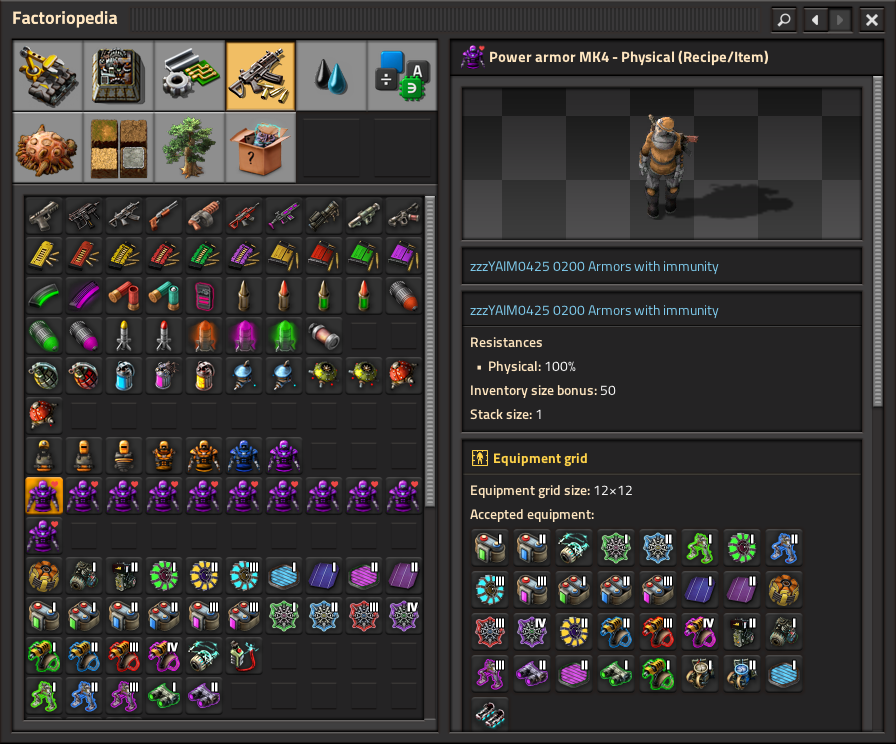 Factoriopedia
Power armor MK4 - Physical (Recipe/Item)
zzzYAIM0425 0200 Armors with immunity
zzzYAIM0425 0200 Armors with immunity
Resistances
▪ Physical: 100%
Inventory size bonus: 50
Stack size: 1
Equipment grid
Equipment grid size: 12×12
Accepted equipment: